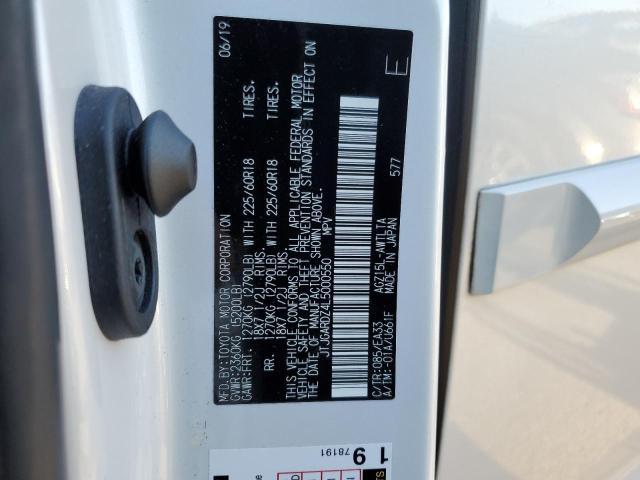 MFD.BY:TOYOTA MOTOR CORPORATION 06/19
GVWR:2360KG (5200LB)
GAWR:FRT. 1270KG (2790LB) WITH 225/60R18 TIRES.
18X7 1/2J RIMS.
RR. 1270KG (2790LB) WITH 225/60R18 TIRES.
18X7 1/2J RIMS.
THIS VEHICLE CONFORMS TO ALL APPLICABLE FEDERAL MOTOR
VEHICLE SAFETY AND THEFT PREVENTION STANDARDS IN EFFECT ON
THE DATE OF MANUFACTURE SHOWN ABOVE.
JTJGARDZ4L5000550 MPV
E
C/TR:085/EA33 AGZ15L-AWTLTA
A/TM:-01A/U661F MADE IN JAPAN 577
19
78191